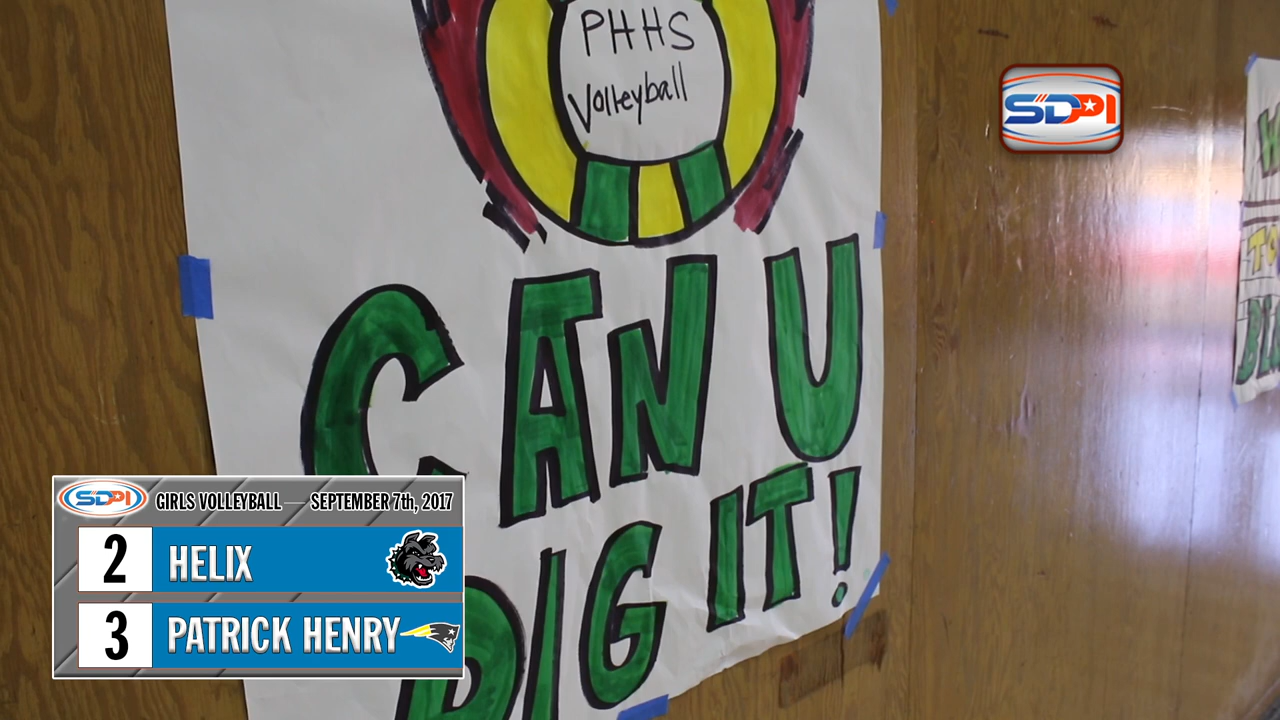 PHHS
Volleyball
SDPI
CAN U
DIG IT!
SDPI GIRLS VOLLEYBALL — SEPTEMBER 7th, 2017
2 HELIX
3 PATRICK HENRY